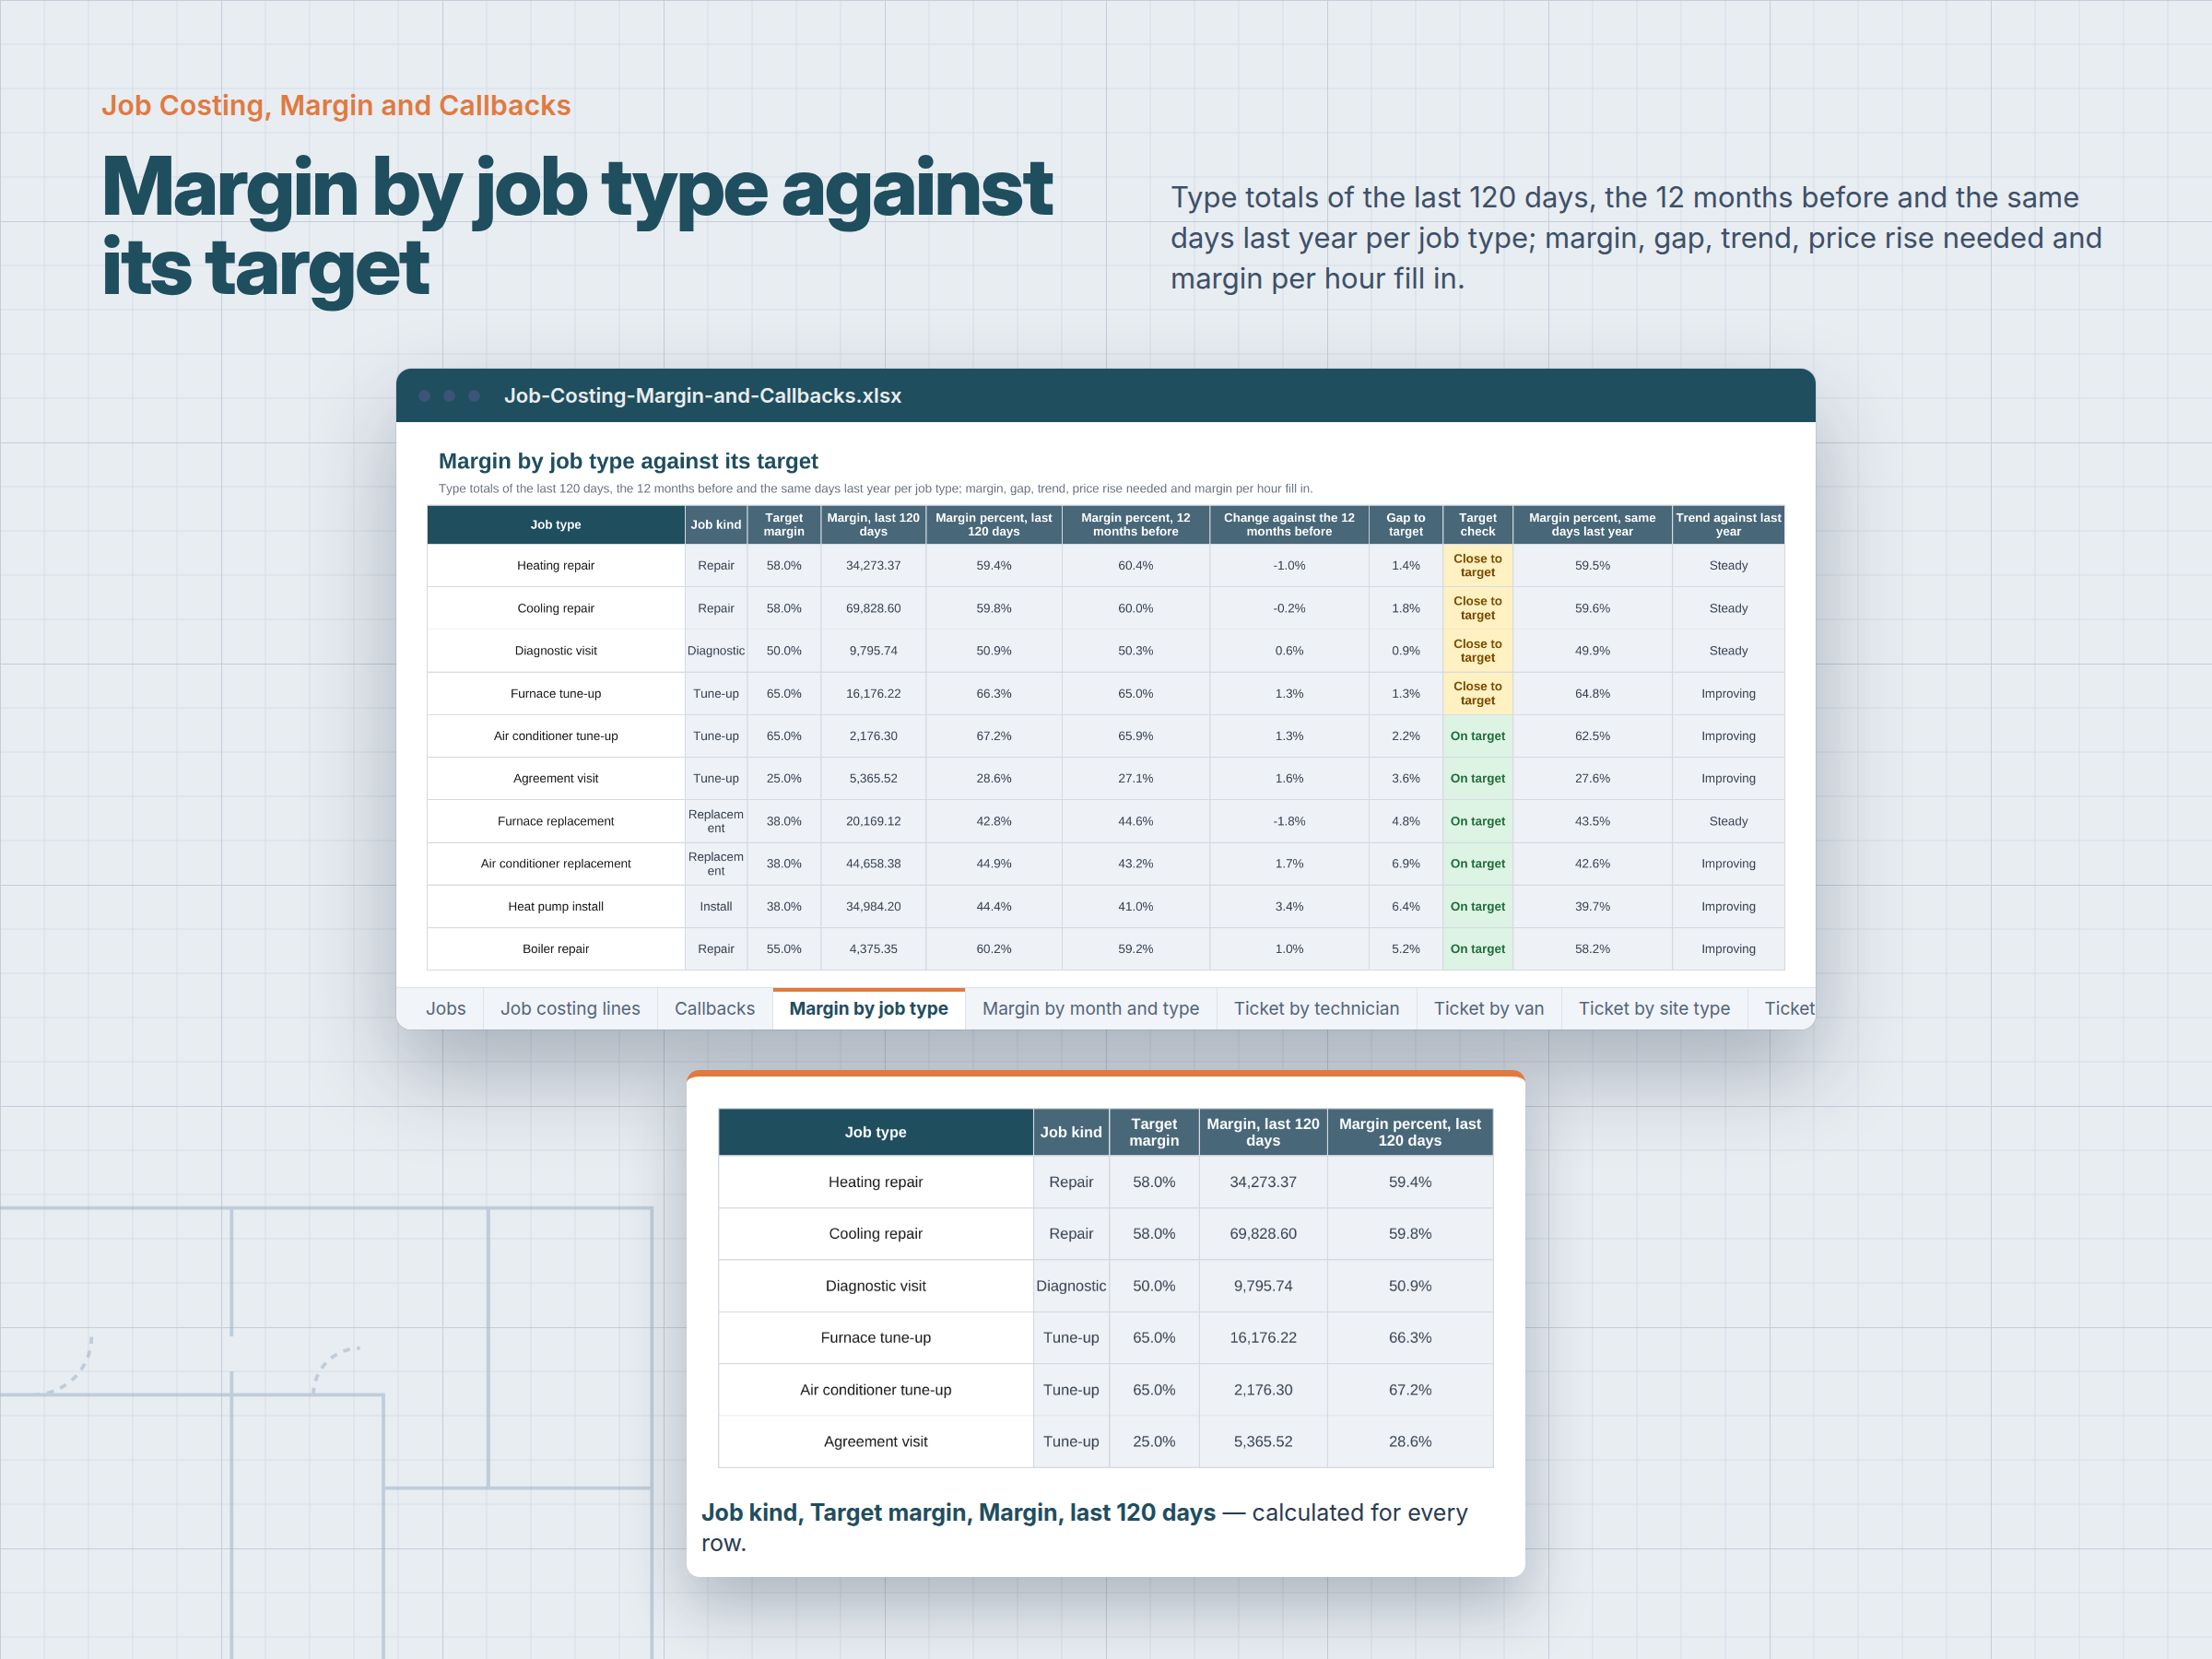 Job Costing, Margin and Callbacks
Margin by job type against
its target
Type totals of the last 120 days, the 12 months before and the same
days last year per job type; margin, gap, trend, price rise needed and
margin per hour fill in.
Job-Costing-Margin-and-Callbacks.xlsx
Margin by job type against its target
Type totals of the last 120 days, the 12 months before and the same days last year per job type; margin, gap, trend, price rise needed and margin per hour fill in.
Job type Job kind Target margin Margin, last 120 days Margin percent, last 120 days Margin percent, 12 months before Change against the 12 months before Gap to target Target check Margin percent, same days last year Trend against last year
Heating repair Repair 58.0% 34,273.37 59.4% 60.4% -1.0% 1.4% Close to target 59.5% Steady
Cooling repair Repair 58.0% 69,828.60 59.8% 60.0% -0.2% 1.8% Close to target 59.6% Steady
Diagnostic visit Diagnostic 50.0% 9,795.74 50.9% 50.3% 0.6% 0.9% Close to target 49.9% Steady
Furnace tune-up Tune-up 65.0% 16,176.22 66.3% 65.0% 1.3% 1.3% Close to target 64.8% Improving
Air conditioner tune-up Tune-up 65.0% 2,176.30 67.2% 65.9% 1.3% 2.2% On target 62.5% Improving
Agreement visit Tune-up 25.0% 5,365.52 28.6% 27.1% 1.6% 3.6% On target 27.6% Improving
Furnace replacement Replacement 38.0% 20,169.12 42.8% 44.6% -1.8% 4.8% On target 43.5% Steady
Air conditioner replacement Replacement 38.0% 44,658.38 44.9% 43.2% 1.7% 6.9% On target 42.6% Improving
Heat pump install Install 38.0% 34,984.20 44.4% 41.0% 3.4% 6.4% On target 39.7% Improving
Boiler repair Repair 55.0% 4,375.35 60.2% 59.2% 1.0% 5.2% On target 58.2% Improving
Jobs Job costing lines Callbacks Margin by job type Margin by month and type Ticket by technician Ticket by van Ticket by site type Ticket
Job type Job kind Target margin Margin, last 120 days Margin percent, last 120 days
Heating repair Repair 58.0% 34,273.37 59.4%
Cooling repair Repair 58.0% 69,828.60 59.8%
Diagnostic visit Diagnostic 50.0% 9,795.74 50.9%
Furnace tune-up Tune-up 65.0% 16,176.22 66.3%
Air conditioner tune-up Tune-up 65.0% 2,176.30 67.2%
Agreement visit Tune-up 25.0% 5,365.52 28.6%
Job kind, Target margin, Margin, last 120 days — calculated for every
row.